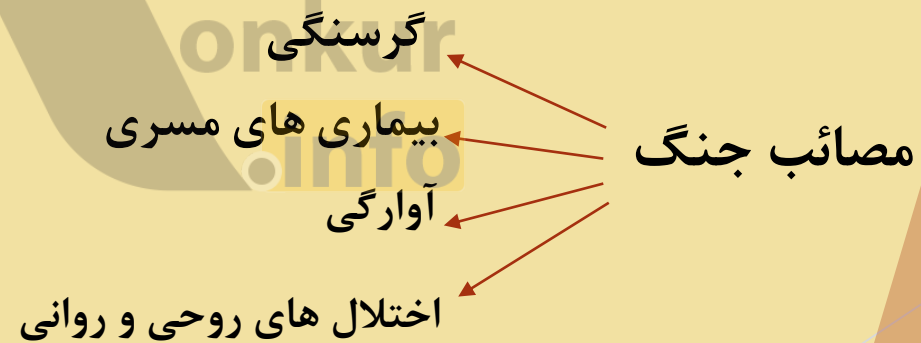 مصائب جنگ
گرسنگی
بیماری های مسری
آوارگی
اختلال های روحی و روانی
onkur
.info